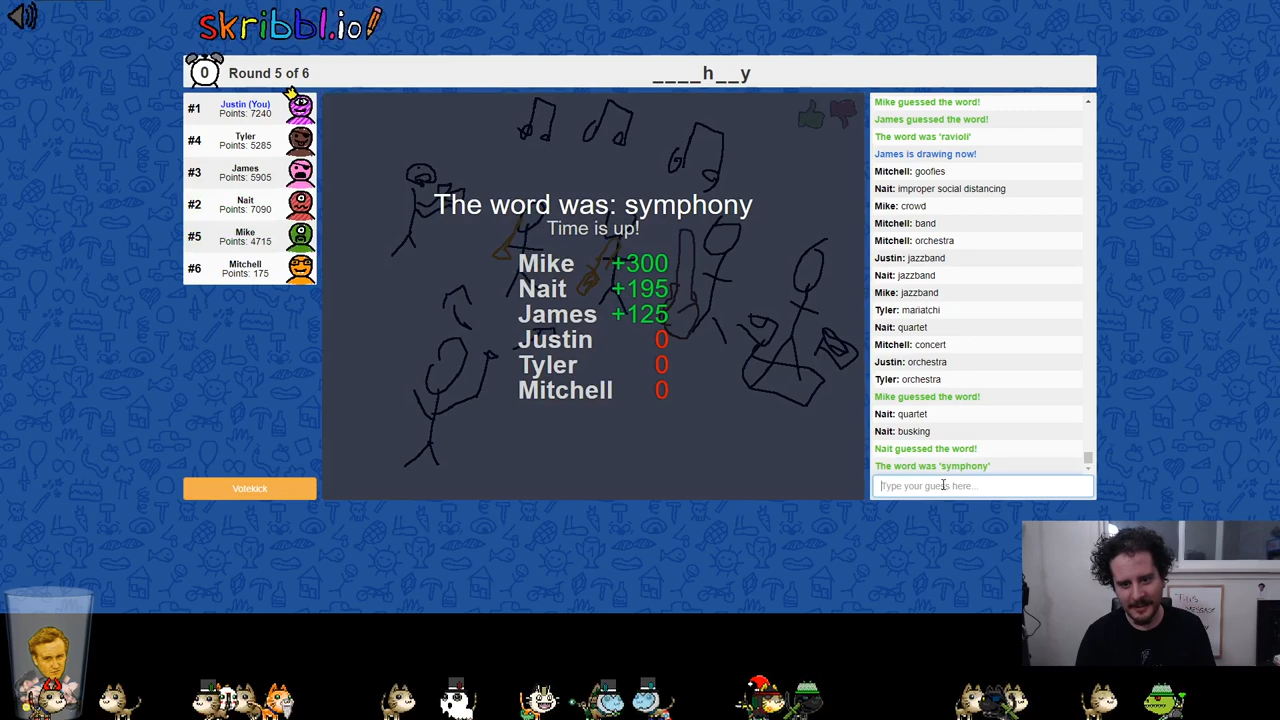 skribbl.io
0
Round 5 of 6
____h__y
#1 Justin (You) Points: 7240
#4 Tyler Points: 5285
#3 James Points: 5905
#2 Nait Points: 7090
#5 Mike Points: 4715
#6 Mitchell Points: 175
Votekick
The word was: symphony
Time is up!
Mike +300
Nait +195
James +125
Justin 0
Tyler 0
Mitchell 0
Mike guessed the word!
James guessed the word!
The word was 'ravioli'
James is drawing now!
Mitchell: goofies
Nait: improper social distancing
Mike: crowd
Mitchell: band
Mitchell: orchestra
Justin: jazzband
Nait: jazzband
Mike: jazzband
Tyler: mariatchi
Nait: quartet
Mitchell: concert
Justin: orchestra
Tyler: orchestra
Mike guessed the word!
Nait: quartet
Nait: busking
Nait guessed the word!
The word was 'symphony'
Type your guess here...
THIS
MESSAGE